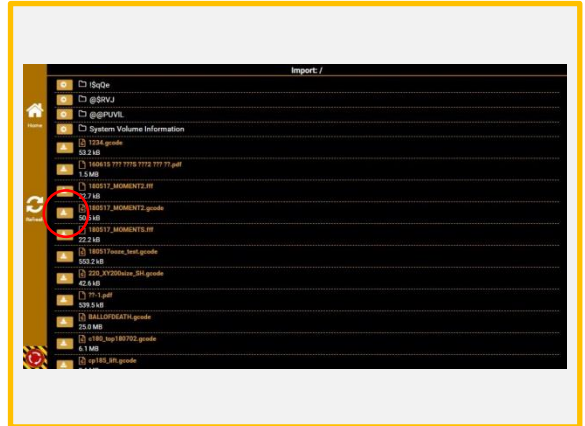 Import: /
!$qQe
@$RVJ
@@PUVIL
Home
System Volume Information
1234.gcode
53.2 kB
160615 ??? ???5 ???2 ??? ??.pdf
1.5 MB
180517_MOMENT2.fff
22.7 kB
180517_MOMENT2.gcode
50.5 kB
Refresh
180517_MOMENTS.fff
22.2 kB
180517osse_test.gcode
553.2 kB
220_XY200size_SH.gcode
42.6 kB
??-1.pdf
539.5 kB
BALLOFDEATH.gcode
25.0 MB
c180_top180702.gcode
6.1 MB
cp185_lift.gcode